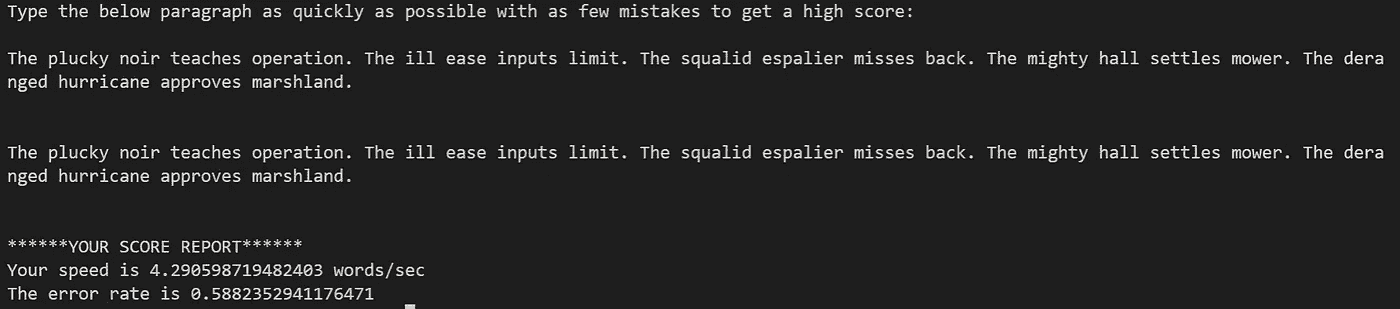 Type the below paragraph as quickly as possible with as few mistakes to get a high score:
The plucky noir teaches operation. The ill ease inputs limit. The squalid espalier misses back. The mighty hall settles mower. The dera
nged hurricane approves marshland.
The plucky noir teaches operation. The ill ease inputs limit. The squalid espalier misses back. The mighty hall settles mower. The dera
nged hurricane approves marshland.
******YOUR SCORE REPORT******
Your speed is 4.290598719482403 words/sec
The error rate is 0.5882352941176471